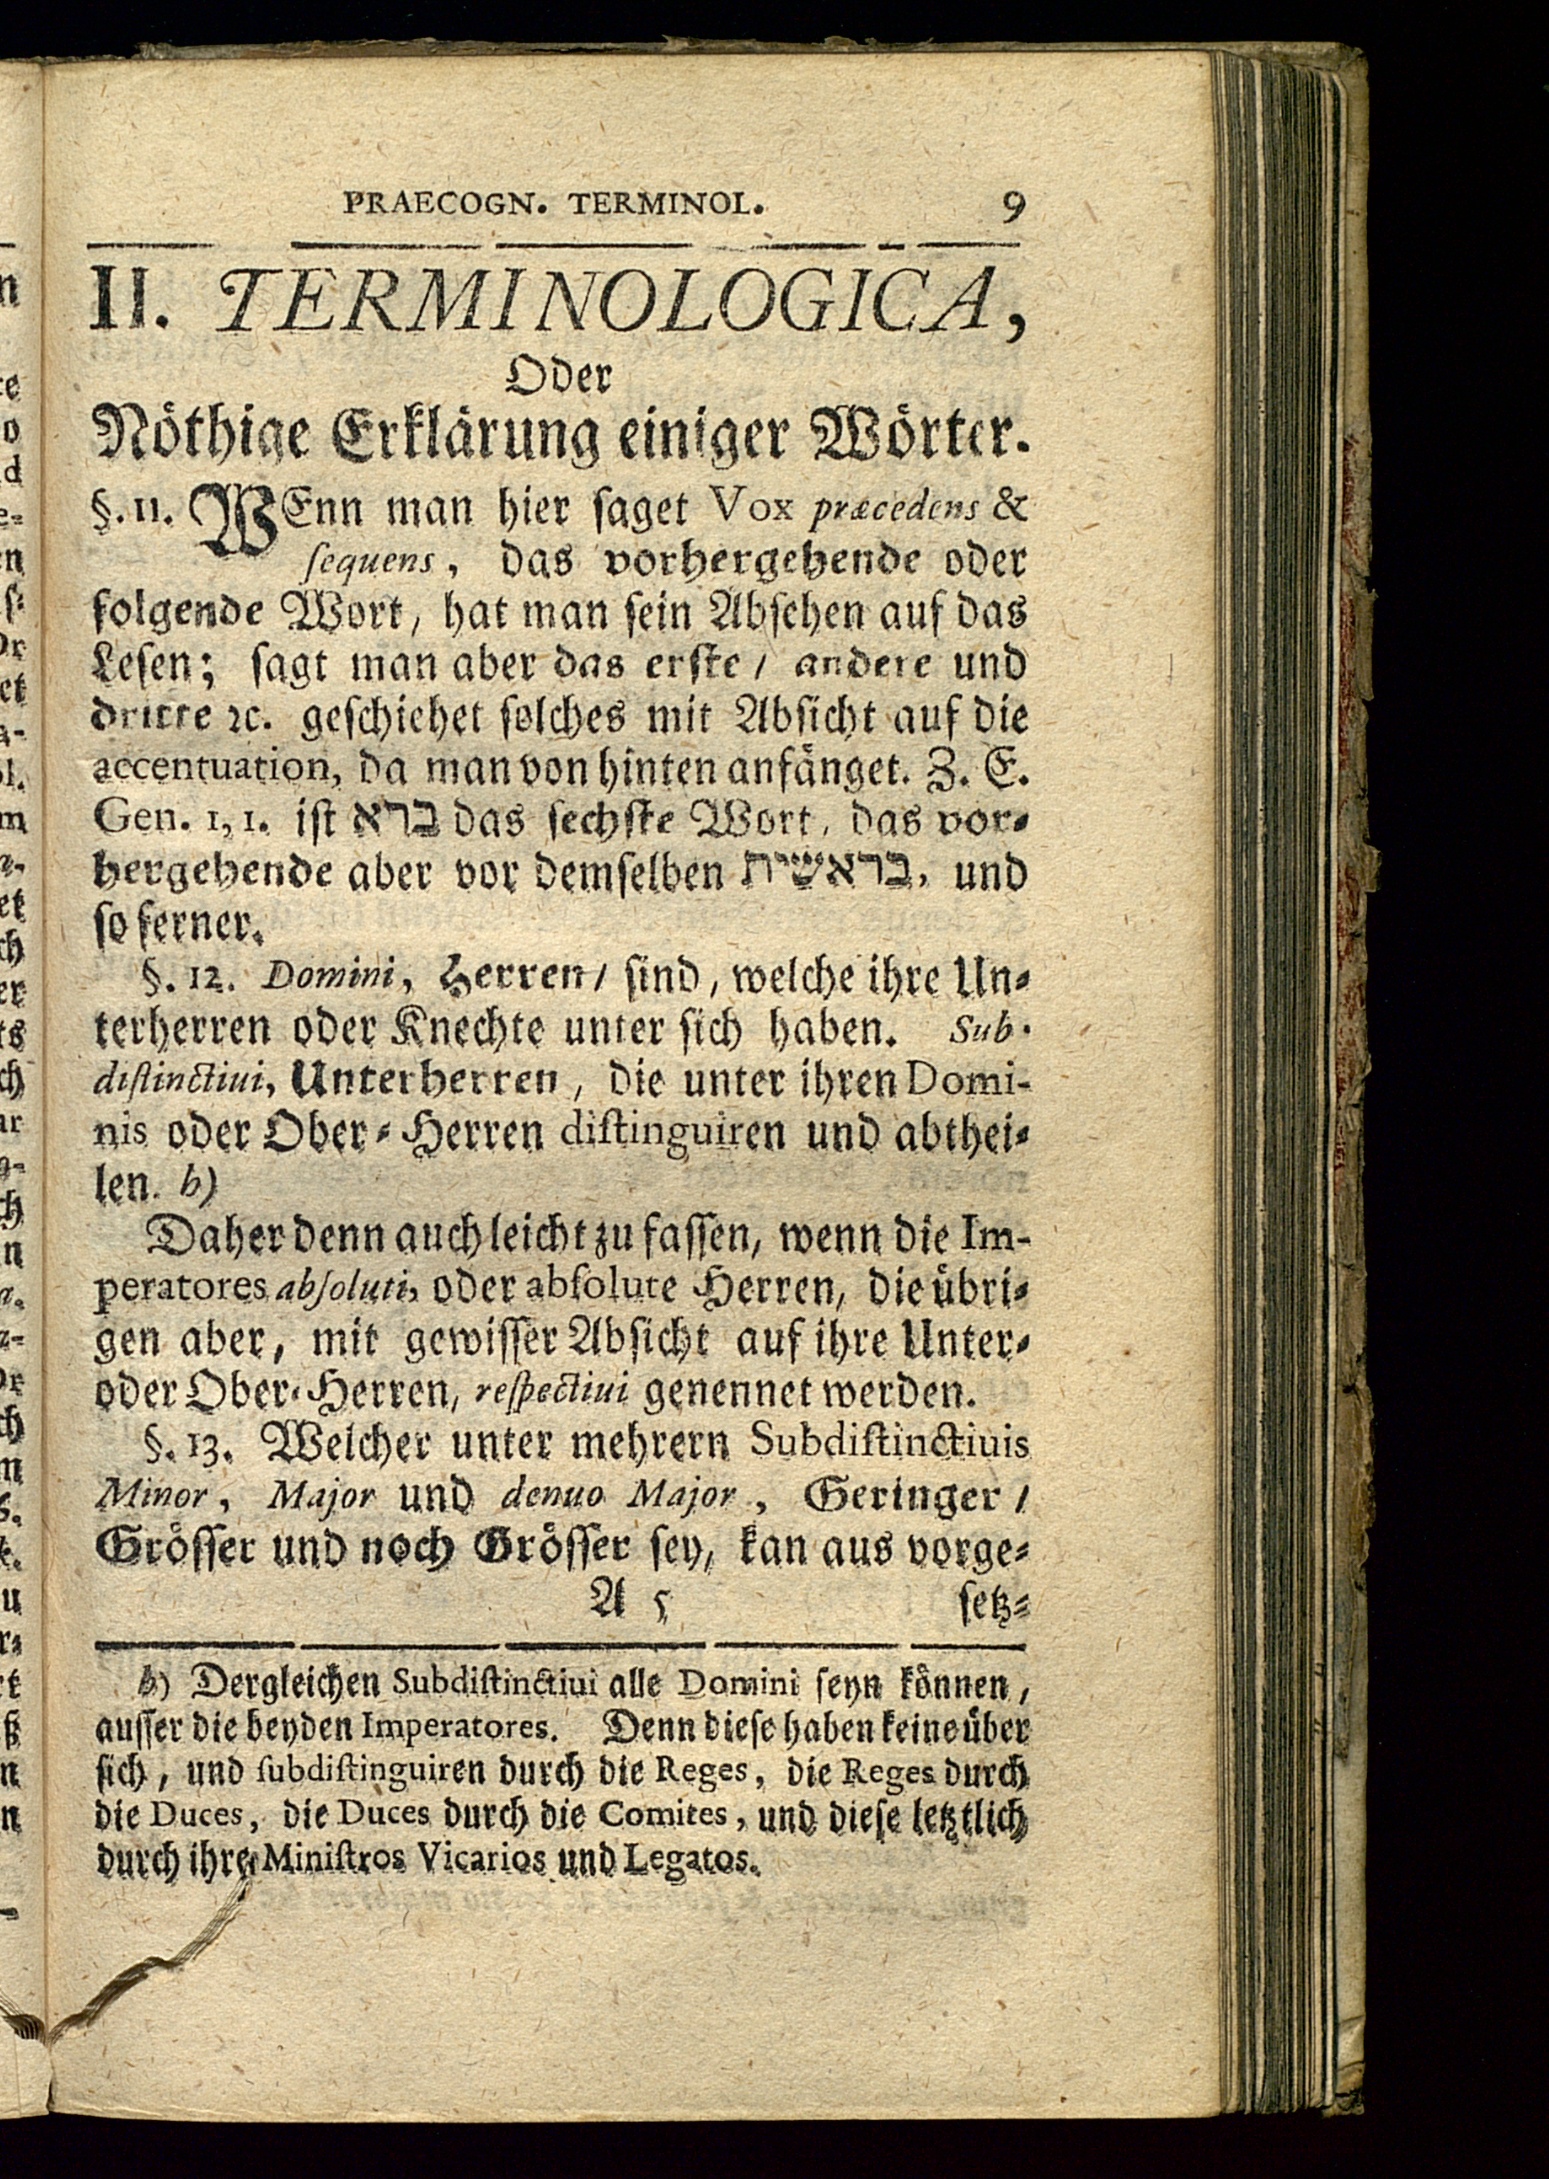 PRAECOGN. TERMINOL. 9
II. TERMINOLOGICA,
Oder
Nöthige Erklärung einiger Wörter.
§. 11. WEnn man hier ſaget Vox præcedens &
ſequens, das vorhergehende oder
folgende Wort, hat man ſein Abſehen auf das
Leſen; ſagt man aber das erſte / andere und
dritte ꝛc. geſchiehet ſolches mit Abſicht auf die
accentuation, da man von hinten anfänget. Z. E.
Gen. 1, 1. iſt ברא das ſechſte Wort, das vor⸗
hergehende aber vor demſelben בראשית, und
ſo ferner.
§. 12. Domini, Herren / ſind, welche ihre Un⸗
terherren oder Knechte unter ſich haben. Sub-
diſtinctiui, Unterherren, die unter ihren Domi-
nis oder Ober⸗Herren diſtinguiren und abthei⸗
len. b)
Daher denn auch leicht zu faſſen, wenn die Im-
peratores abſoluti, oder abſolute Herren, die übri⸗
gen aber, mit gewiſſer Abſicht auf ihre Unter⸗
oder Ober⸗Herren, reſpectiui genennet werden.
§. 13. Welcher unter mehrern Subdiſtinctiuis
Minor, Major und denuo Major, Geringer /
Gröſſer und noch Gröſſer ſey, kan aus vorge⸗
A 5 ſetz⸗
b) Dergleichen Subdiſtinctiui alle Domini ſeyn können,
auſſer die beyden Imperatores. Denn dieſe haben keine über
ſich, und ſubdiſtinguiren durch die Reges, die Reges durch
die Duces, die Duces durch die Comites, und dieſe letztlich
durch ihre Miniſtros Vicarios und Legatos.